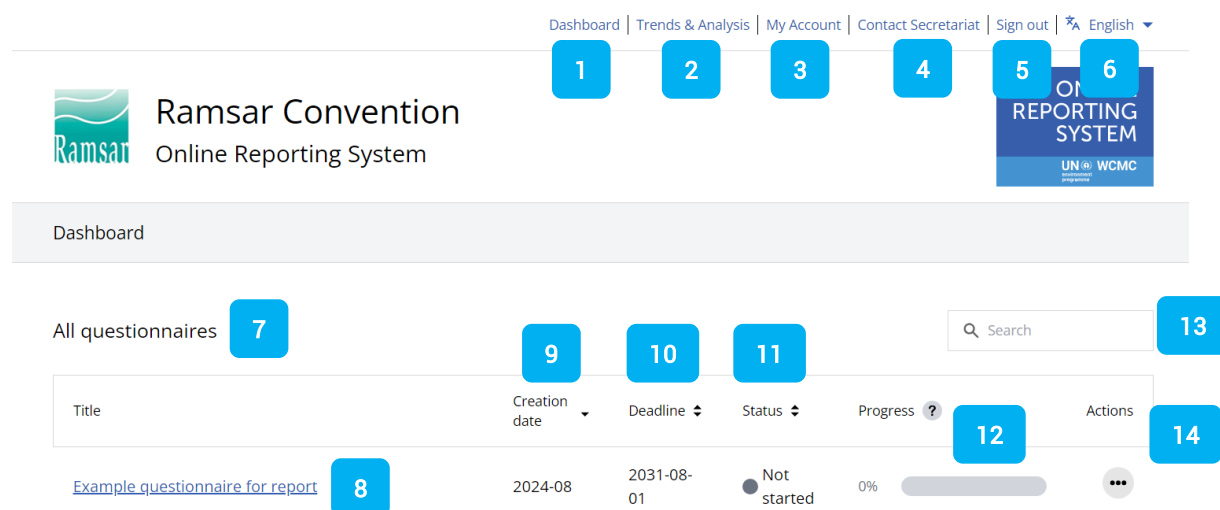 Dashboard | Trends & Analysis | My Account | Contact Secretariat | Sign out | English
1 2 3 4 5 6
Ramsar
Ramsar Convention
Online Reporting System
REPORTING
SYSTEM
UN WCMC
environment
programme
Dashboard
All questionnaires 7
Search 13
9 10 11
Title Creation date Deadline Status Progress ? Actions
12 14
Example questionnaire for report 8 2024-08 2031-08-01 Not started 0%